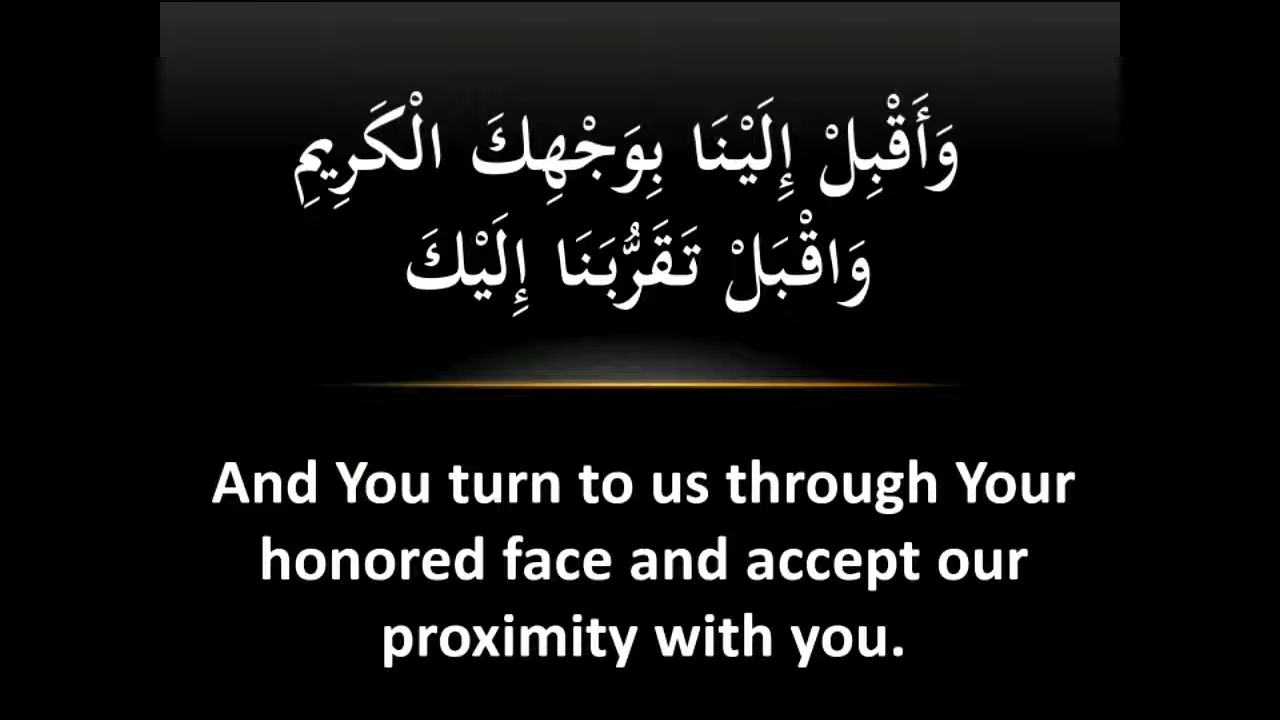 وَأَقْبِلْ إِلَيْنَا بِوَجْهِكَ الْكَرِيمِ
وَاقْبَلْ تَقَرُّبَنَا إِلَيْكَ
And You turn to us through Your
honored face and accept our
proximity with you.